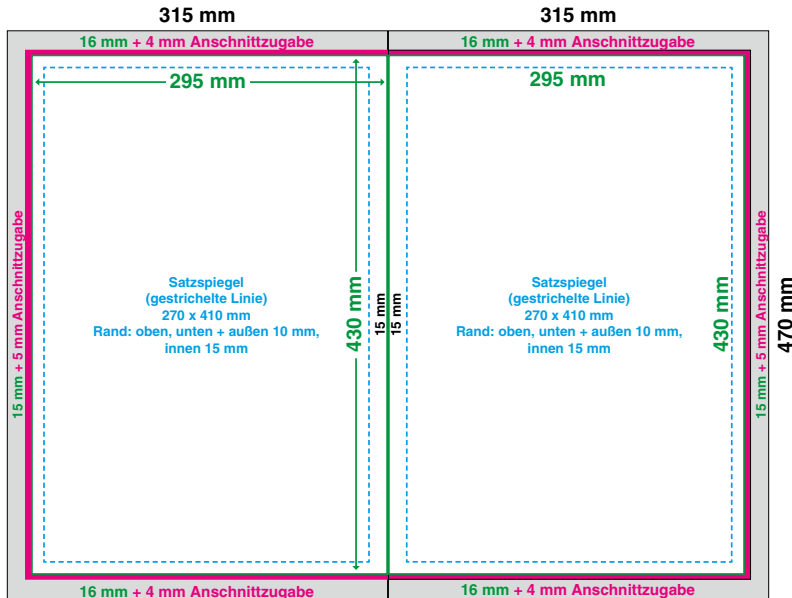 315 mm
315 mm
16 mm + 4 mm Anschnittzugabe
16 mm + 4 mm Anschnittzugabe
295 mm
295 mm
15 mm + 5 mm Anschnittzugabe
Satzspiegel
(gestrichelte Linie)
270 x 410 mm
Rand: oben, unten + außen 10 mm,
innen 15 mm
430 mm
15 mm
15 mm
Satzspiegel
(gestrichelte Linie)
270 x 410 mm
Rand: oben, unten + außen 10 mm,
innen 15 mm
430 mm
15 mm + 5 mm Anschnittzugabe
470 mm
16 mm + 4 mm Anschnittzugabe
16 mm + 4 mm Anschnittzugabe